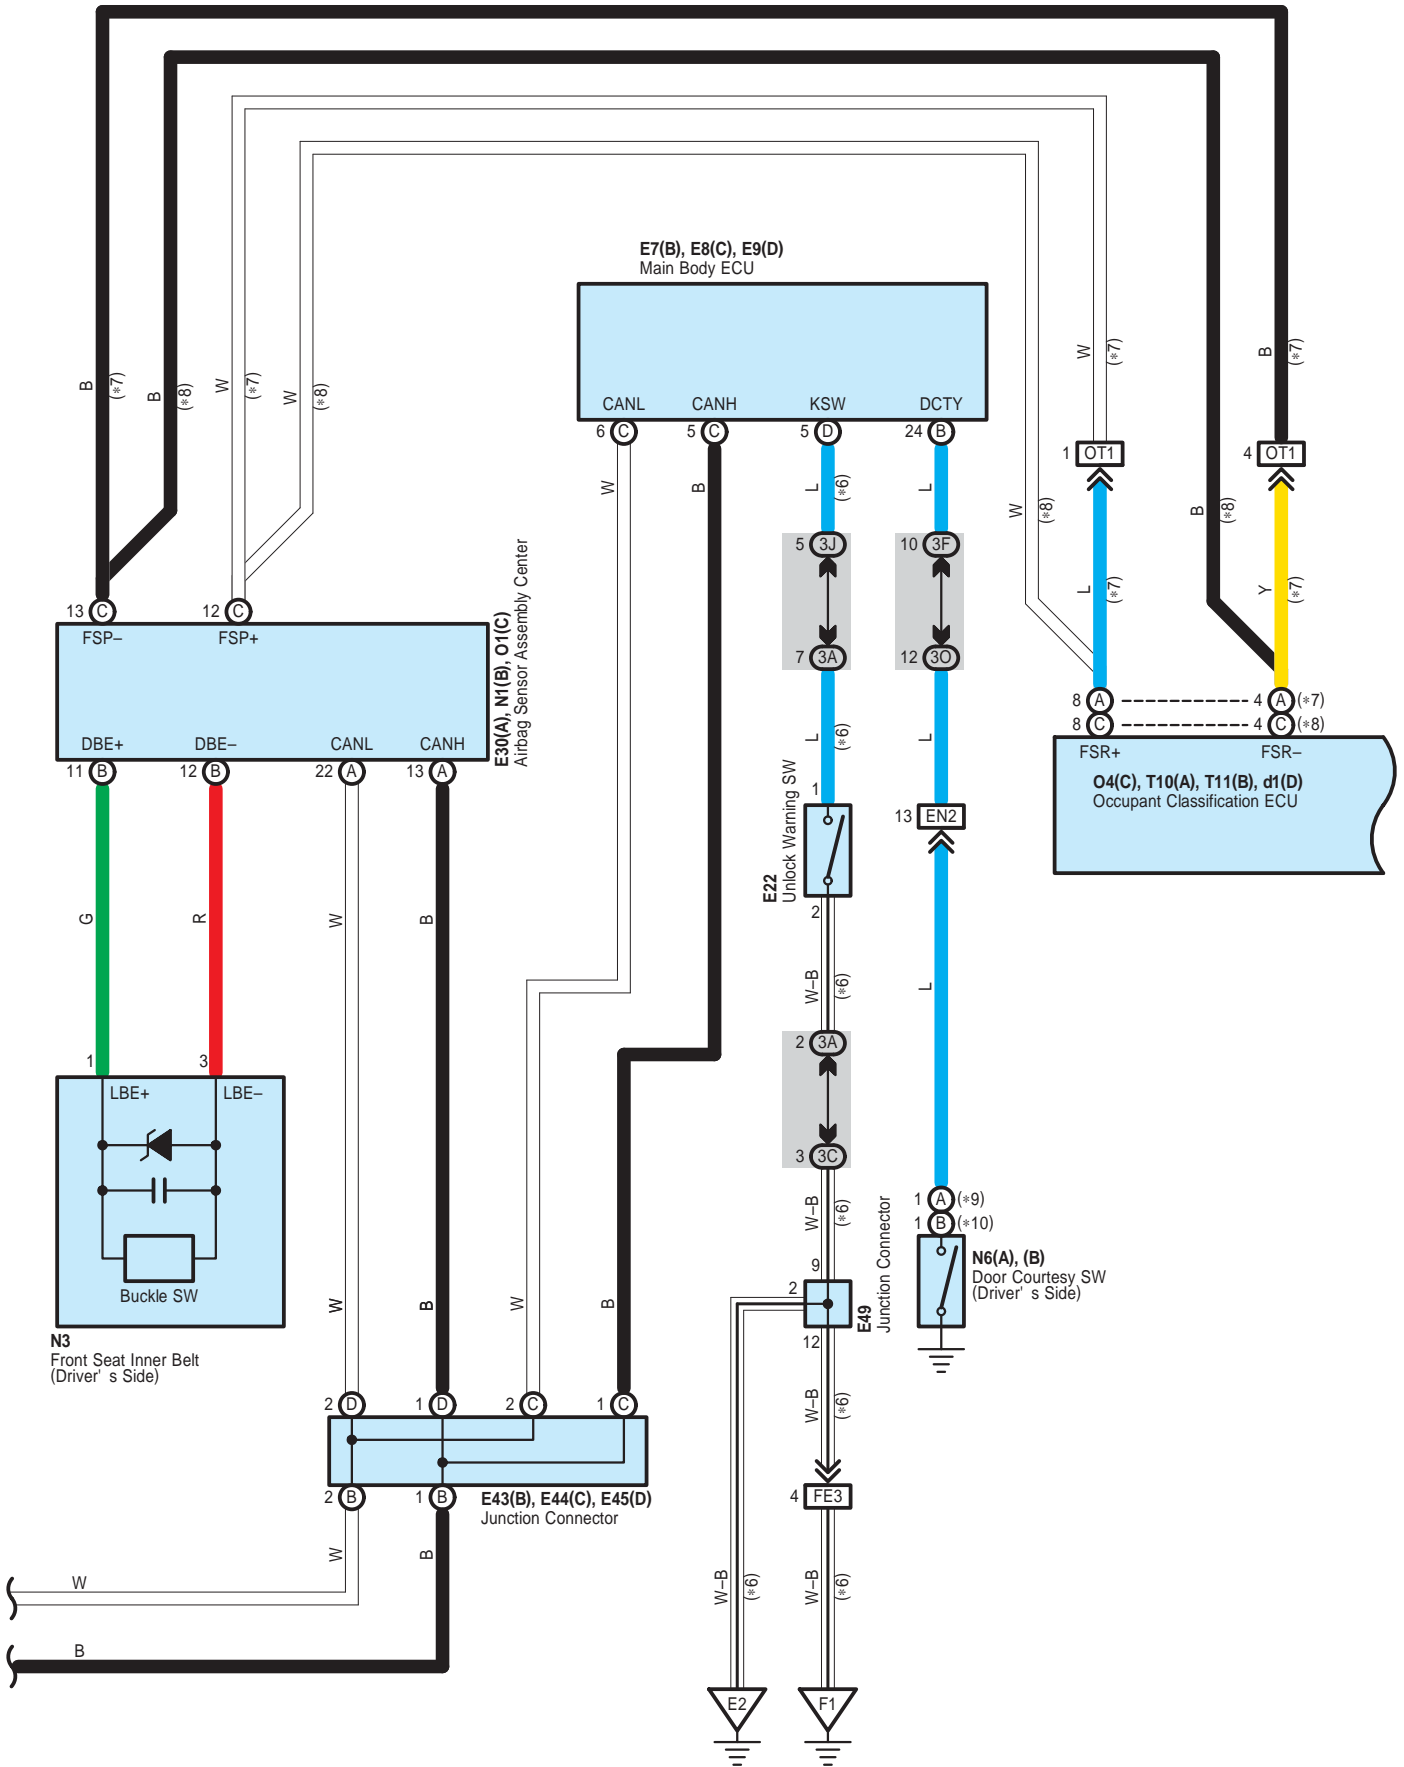 E7(B), E8(C), E9(D)
Main Body ECU
CANL CANH KSW DCTY
6 C 5 C 5 D 24 B
B (*7)
B (*8)
W (*7)
W (*8)
W (*7)
B (*7)
1 OT1 4 OT1
W
B
L (*6)
L
W (*8)
B (*8)
5 3J 10 3F
L (*7)
Y (*7)
13 C 12 C
FSP– FSP+
E30(A), N1(B), O1(C)
Airbag Sensor Assembly Center
7 3A 12 3O
8 A 4 A (*7)
8 C 4 C (*8)
FSR+ FSR–
O4(C), T10(A), T11(B), d1(D)
Occupant Classification ECU
DBE+ DBE– CANL CANH
11 B 12 B 22 A 13 A
L (*6)
L
1
E22
Unlock Warning SW
13 EN2
2
G
R
W
B
W–B (*6)
L
2 3A
1 3
LBE+ LBE–
Buckle SW
N3
Front Seat Inner Belt
(Driver' s Side)
3 3C
W–B (*6)
1 A (*9)
1 B (*10)
N6(A), (B)
Door Courtesy SW
(Driver' s Side)
9
2
12
E49
Junction Connector
W
B
W
B
2 D 1 D 2 C 1 C
W–B (*6)
2 B 1 B
E43(B), E44(C), E45(D)
Junction Connector
4 FE3
W
B
W
B
W–B (*6)
W–B (*6)
E2 F1